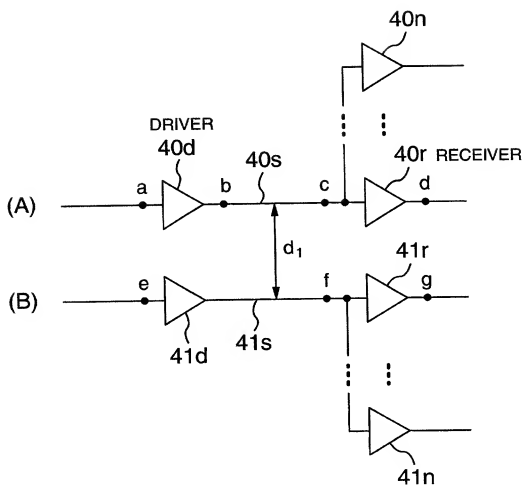 40n
DRIVER
40d
40s
40r RECEIVER
(A)
a
b
c
d
d1
41r
(B)
e
f
g
41d
41s
41n